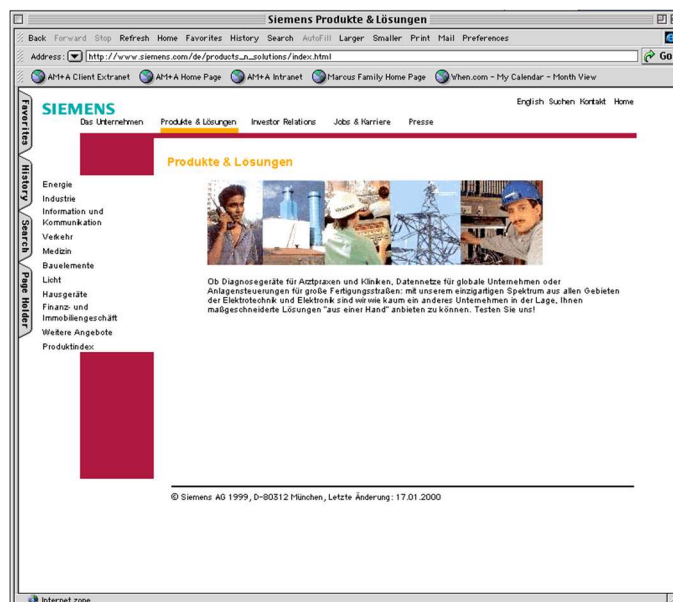 Siemens Produkte & Lösungen
Back Forward Stop Refresh Home Favorites History Search AutoFill Larger Smaller Print Mail Preferences
Address: http://www.siemens.com/de/products_n_solutions/index.html Go
AM+A Client Extranet AM+A Home Page AM+A Intranet Marcus Family Home Page When.com - My Calendar - Month View
Favorites
History
Search
Page Holder
SIEMENS
English Suchen Kontakt Home
Das Unternehmen Produkte & Lösungen Investor Relations Jobs & Karriere Presse
Produkte & Lösungen
Energie
Industrie
Information und
Kommunikation
Verkehr
Medizin
Bauelemente
Licht
Hausgeräte
Finanz- und
Immobiliengeschäft
Weitere Angebote
Produktindex
Ob Diagnosegeräte für Arztpraxen und Kliniken, Datennetze für globale Unternehmen oder
Anlagensteuerungen für große Fertigungsstraßen: mit unserem einzigartigen Spektrum aus allen Gebieten
der Elektrotechnik und Elektronik sind wir wie kaum ein anderes Unternehmen in der Lage, Ihnen
maßgeschneiderte Lösungen "aus einer Hand" anbieten zu können. Testen Sie uns!
© Siemens AG 1999, D-80312 München, Letzte Änderung: 17.01.2000
Internet zone